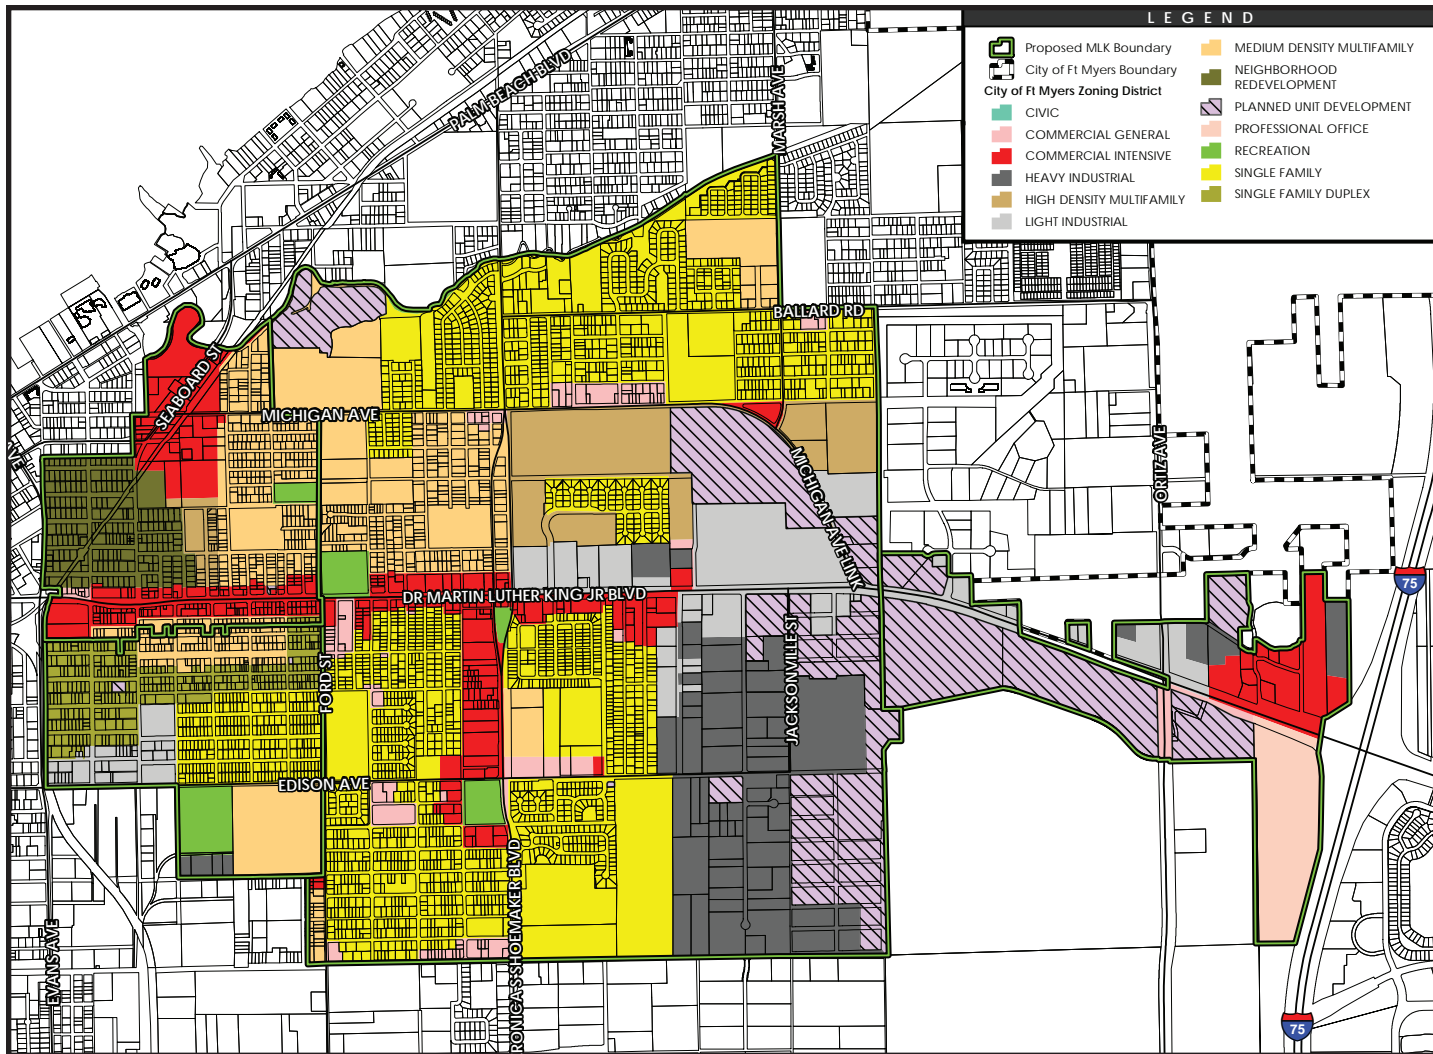 LEGEND
Proposed MLK Boundary
City of Ft Myers Boundary
City of Ft Myers Zoning District
CIVIC
COMMERCIAL GENERAL
COMMERCIAL INTENSIVE
HEAVY INDUSTRIAL
HIGH DENSITY MULTIFAMILY
LIGHT INDUSTRIAL
MEDIUM DENSITY MULTIFAMILY
NEIGHBORHOOD
REDEVELOPMENT
PLANNED UNIT DEVELOPMENT
PROFESSIONAL OFFICE
RECREATION
SINGLE FAMILY
SINGLE FAMILY DUPLEX
PALM BEACH BLVD
MARSH AVE
BALLARD RD
SEABOARD ST
MICHIGAN AVE
AVE
MICHIGAN AVE LINK
ORTIZ AVE
75
DR MARTIN LUTHER KING JR BLVD
FORD ST
JACKSONVILLE ST
EDISON AVE
RONICA S SHOEMAKER BLVD
EVANS AVE
75